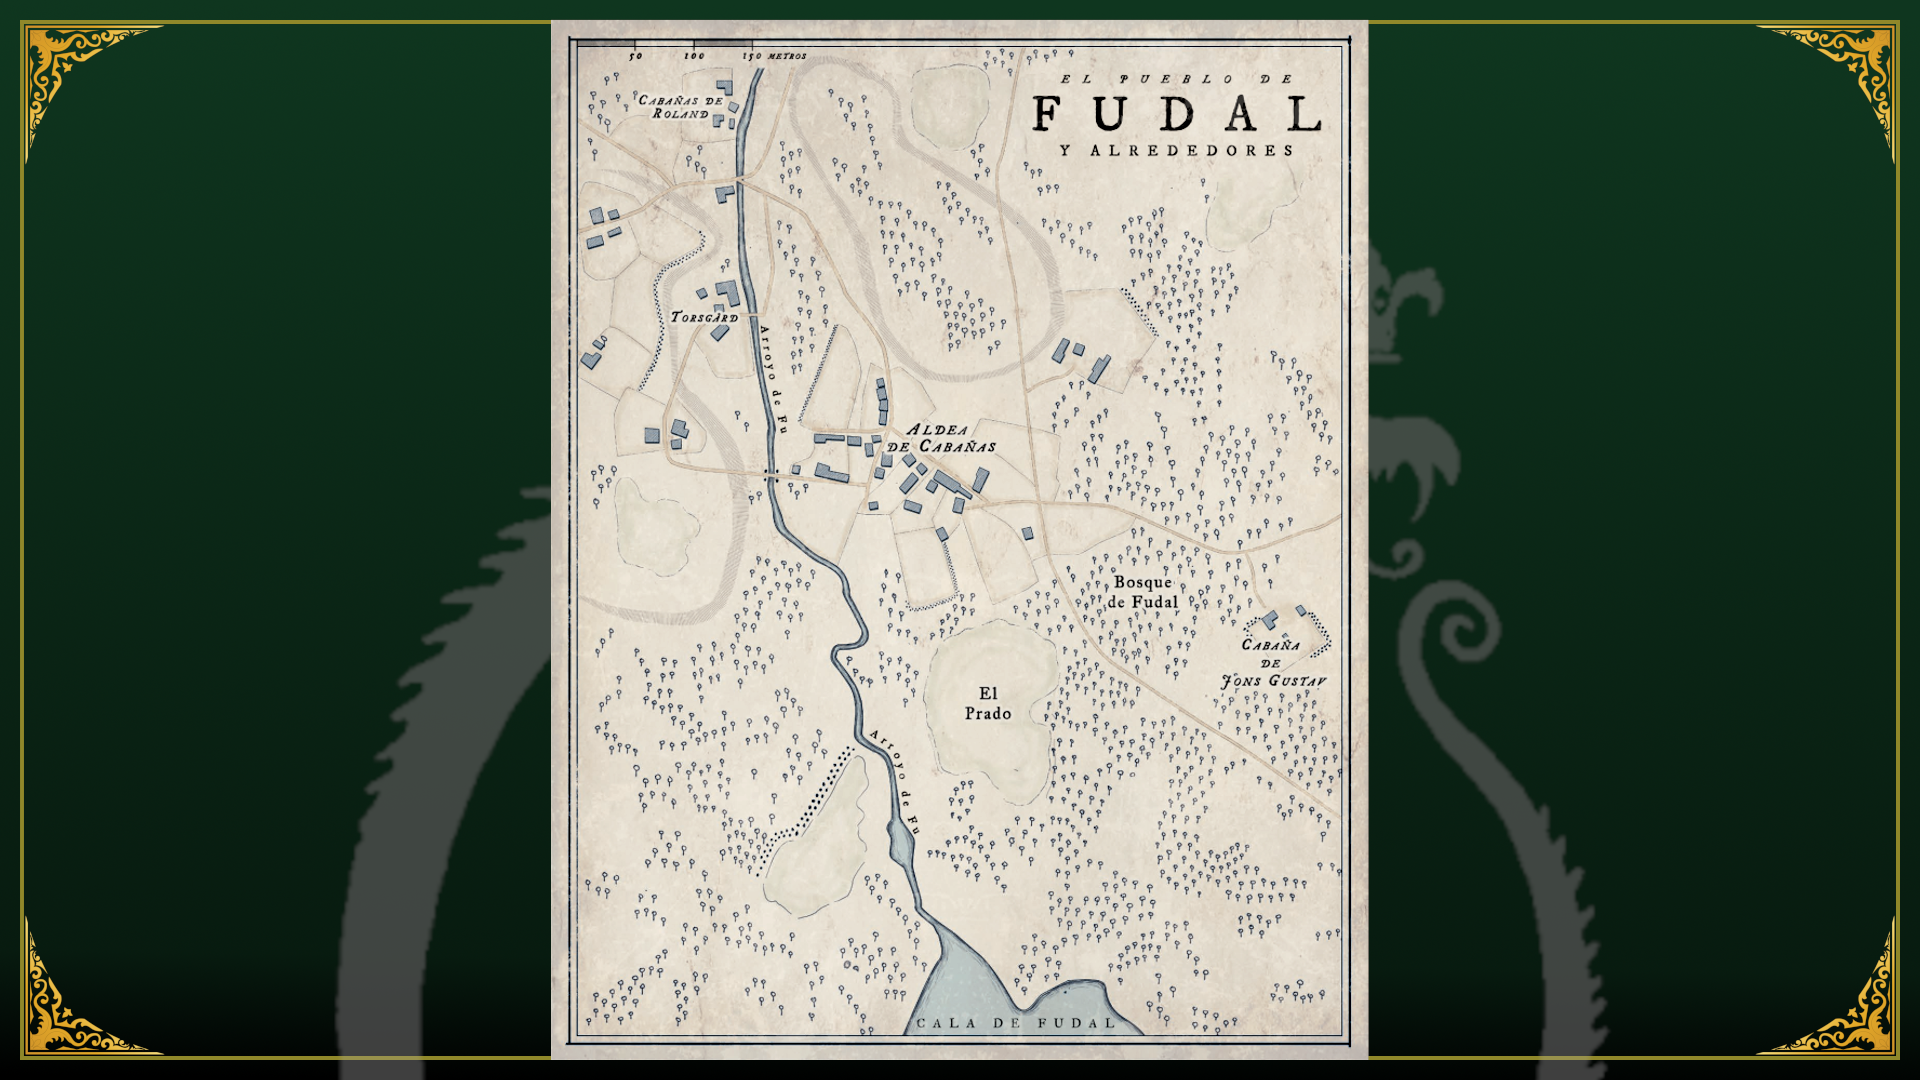 50 100 150 METROS
EL PUEBLO DE
FUDAL
Y ALREDEDORES
CABAÑAS DE
ROLAND
TORSGÅRD
Arroyo de Fu
ALDEA
DE CABAÑAS
Bosque
de Fudal
CABAÑA
DE
JONS GUSTAV
El
Prado
Arroyo de Fu
CALA DE FUDAL